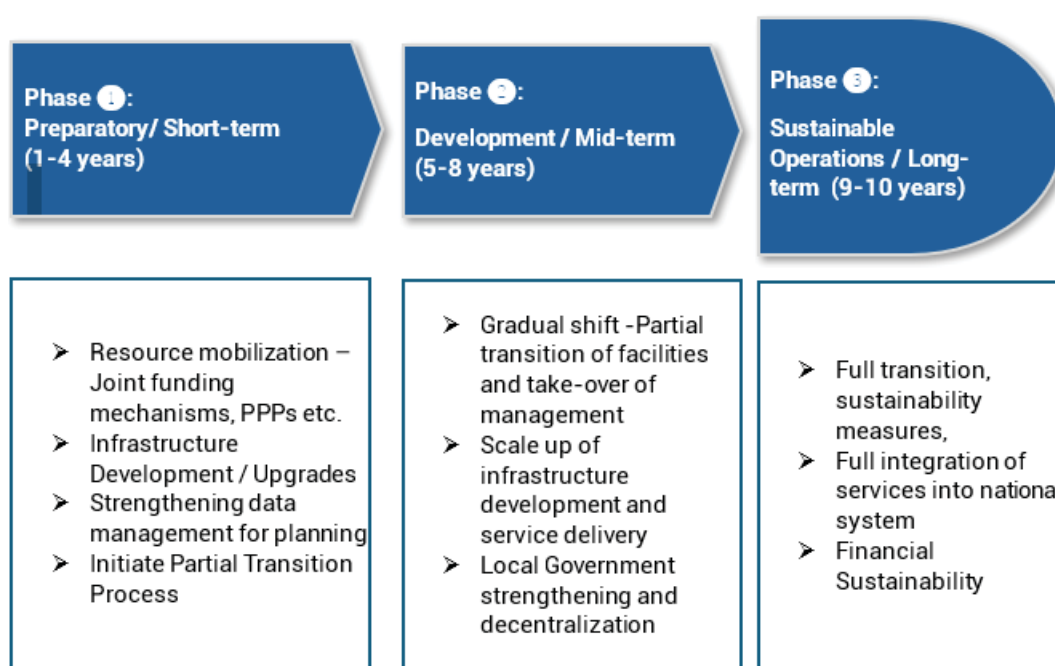 Phase 1:
Preparatory/ Short-term
(1-4 years)
Phase 2:
Development / Mid-term
(5-8 years)
Phase 3:
Sustainable
Operations / Long-
term (9-10 years)
➤ Resource mobilization –
Joint funding
mechanisms, PPPs etc.
➤ Infrastructure
Development / Upgrades
➤ Strengthening data
management for planning
➤ Initiate Partial Transition
Process
➤ Gradual shift -Partial
transition of facilities
and take-over of
management
➤ Scale up of
infrastructure
development and
service delivery
➤ Local Government
strengthening and
decentralization
➤ Full transition,
sustainability
measures,
➤ Full integration of
services into nationa
system
➤ Financial
Sustainability